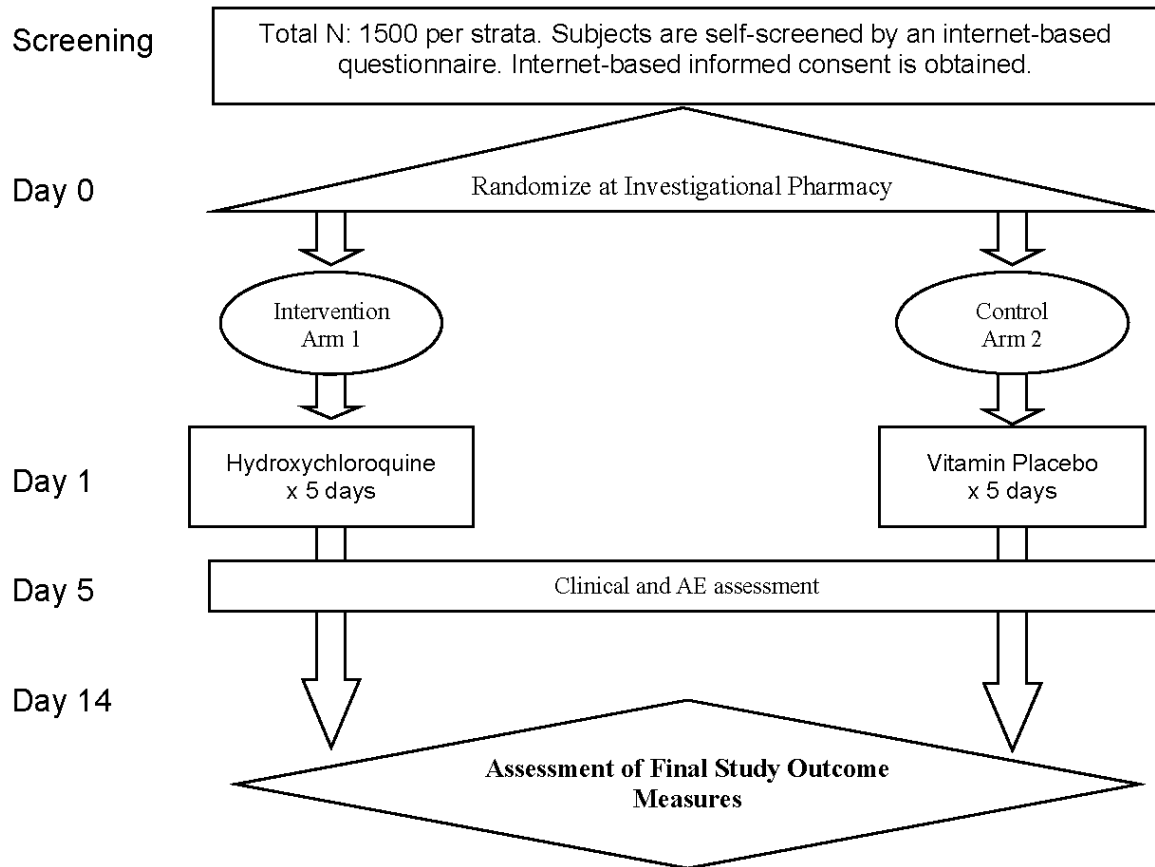 Screening
Total N: 1500 per strata. Subjects are self-screened by an internet-based
questionnaire. Internet-based informed consent is obtained.
Day 0
Randomize at Investigational Pharmacy
Intervention
Arm 1
Control
Arm 2
Day 1
Hydroxychloroquine
x 5 days
Vitamin Placebo
x 5 days
Day 5
Clinical and AE assessment
Day 14
Assessment of Final Study Outcome
Measures